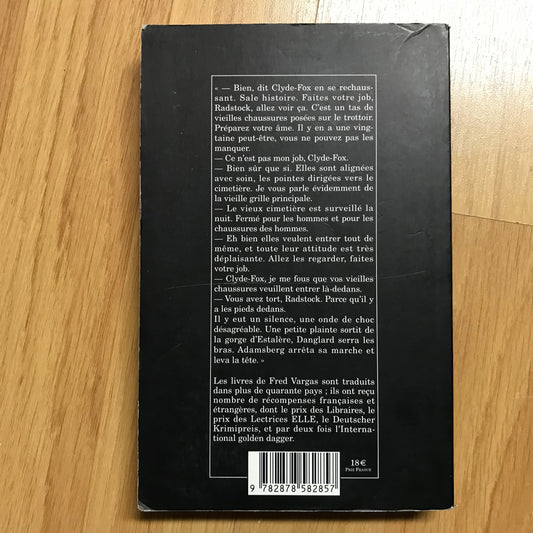 « — Bien, dit Clyde-Fox en se rechaus-
sant. Sale histoire. Faites votre job,
Radstock, allez voir ça. C'est un tas de
vieilles chaussures posées sur le trottoir.
Préparez votre âme. Il y en a une ving-
taine peut-être, vous ne pouvez pas les
manquer.
— Ce n'est pas mon job, Clyde-Fox.
— Bien sûr que si. Elles sont alignées
avec soin, les pointes dirigées vers le
cimetière. Je vous parle évidemment de
la vieille grille principale.
— Le vieux cimetière est surveillé la
nuit. Fermé pour les hommes et pour les
chaussures des hommes.
— Eh bien elles veulent entrer tout de
même, et toute leur attitude est très
déplaisante. Allez les regarder, faites
votre job.
— Clyde-Fox, je me fous que vos vieilles
chaussures veuillent entrer là-dedans.
— Vous avez tort, Radstock. Parce qu'il y
a les pieds dedans.
Il y eut un silence, une onde de choc
désagréable. Une petite plainte sortit de
la gorge d'Estalère, Danglard serra les
bras. Adamsberg arrêta sa marche et
leva la tête. »
Les livres de Fred Vargas sont traduits
dans plus de quarante pays ; ils ont reçu
nombre de récompenses françaises et
étrangères, dont le prix des Libraires, le
prix des Lectrices ELLE, le Deutscher
Krimipreis, et par deux fois l'Interna-
tional golden dagger.
18 €
Prix France
9 782878 582857